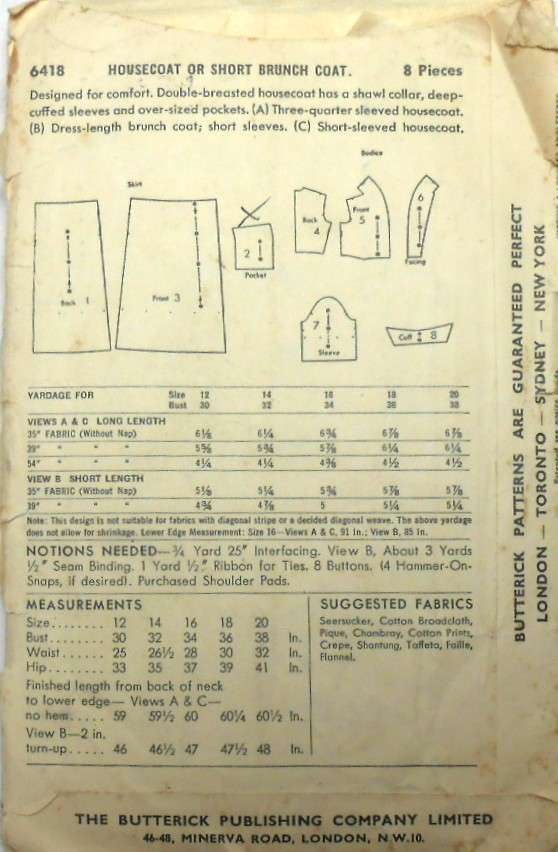 6418 HOUSECOAT OR SHORT BRUNCH COAT. 8 Pieces
Designed for comfort. Double-breasted housecoat has a shawl collar, deep-
cuffed sleeves and over-sized pockets. (A) Three-quarter sleeved housecoat.
(B) Dress-length brunch coat; short sleeves. (C) Short-sleeved housecoat.
Bodice
Skirt
Back 1
Front 3
2
Pocket
Back 4
Front 5
6
Facing
7
Sleeve
Cuff 8
YARDAGE FOR Size 12 14 16 18 20
Bust 30 32 34 36 38
VIEWS A & C LONG LENGTH
35" FABRIC (Without Nap) 6⅛ 6¼ 6¾ 6⅞ 6⅞
39" " " " 5⅝ 5¾ 5⅞ 6¼ 6¼
54" " " " 4¼ 4¼ 4⅜ 4½ 4½
VIEW B SHORT LENGTH
35" FABRIC (Without Nap) 5⅛ 5¼ 5¾ 5⅞ 5⅞
39" " " " 4¾ 4⅞ 5 5¼ 5¼
Note: This design is not suitable for fabrics with diagonal stripe or a decided diagonal weave. The above yardage
does not allow for shrinkage. Lower Edge Measurement: Size 16—Views A & C, 91 In.; View B, 85 In.
NOTIONS NEEDED—¾ Yard 25" Interfacing. View B, About 3 Yards
½" Seam Binding. 1 Yard ½" Ribbon for Ties. 8 Buttons. (4 Hammer-On-
Snaps, if desired). Purchased Shoulder Pads.
MEASUREMENTS
Size........ 12 14 16 18 20
Bust........ 30 32 34 36 38 In.
Waist...... 25 26½ 28 30 32 In.
Hip........ 33 35 37 39 41 In.
Finished length from back of neck
to lower edge— Views A & C—
no hem..... 59 59½ 60 60¼ 60½ In.
View B—2 in.
turn-up..... 46 46½ 47 47½ 48 In.
SUGGESTED FABRICS
Seersucker, Cotton Broadcloth,
Pique, Chambray, Cotton Prints,
Crepe, Shantung, Taffeta, Faille,
Flannel.
THE BUTTERICK PUBLISHING COMPANY LIMITED
46-48, MINERVA ROAD, LONDON, N.W.10.
BUTTERICK PATTERNS ARE GUARANTEED PERFECT
LONDON — TORONTO — SYDNEY — NEW YORK